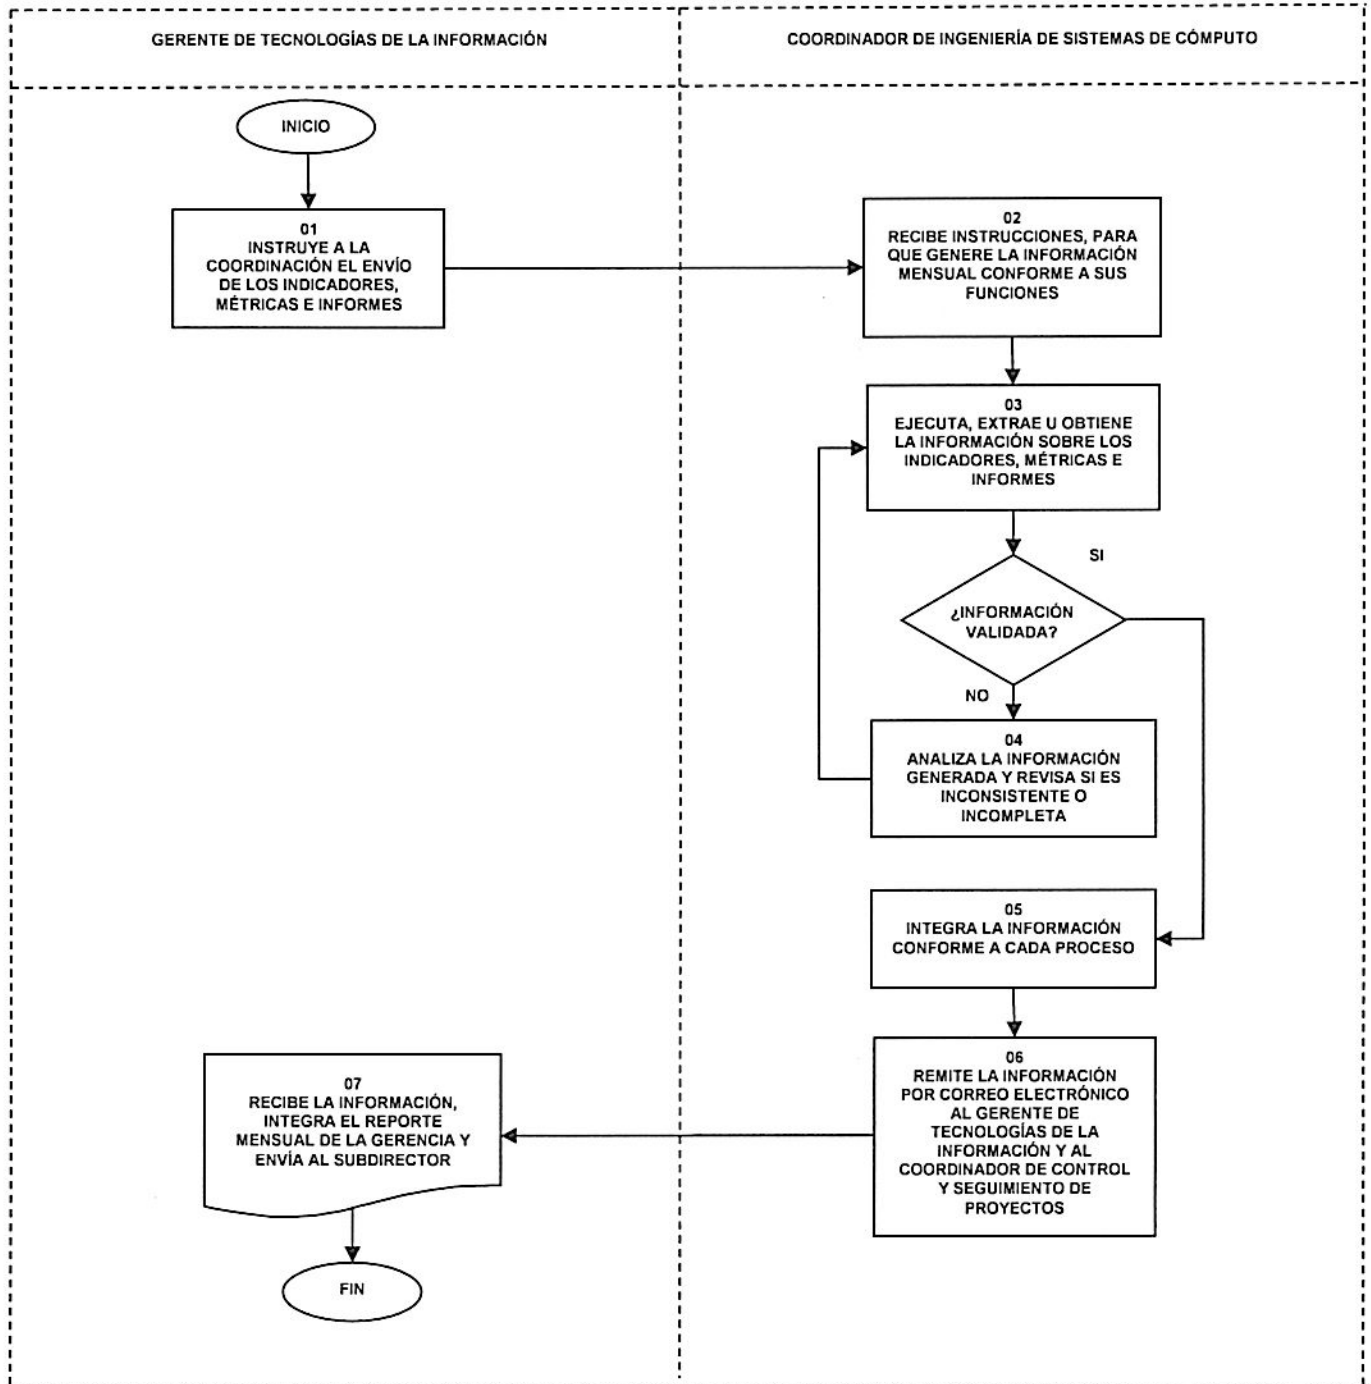 GERENTE DE TECNOLOGÍAS DE LA INFORMACIÓN
COORDINADOR DE INGENIERÍA DE SISTEMAS DE CÓMPUTO
INICIO
01
INSTRUYE A LA
COORDINACIÓN EL ENVÍO
DE LOS INDICADORES,
MÉTRICAS E INFORMES
02
RECIBE INSTRUCCIONES, PARA
QUE GENERE LA INFORMACIÓN
MENSUAL CONFORME A SUS
FUNCIONES
03
EJECUTA, EXTRAE U OBTIENE
LA INFORMACIÓN SOBRE LOS
INDICADORES, MÉTRICAS E
INFORMES
SI
¿INFORMACIÓN
VALIDADA?
NO
04
ANALIZA LA INFORMACIÓN
GENERADA Y REVISA SI ES
INCONSISTENTE O
INCOMPLETA
05
INTEGRA LA INFORMACIÓN
CONFORME A CADA PROCESO
06
REMITE LA INFORMACIÓN
POR CORREO ELECTRÓNICO
AL GERENTE DE
TECNOLOGÍAS DE LA
INFORMACIÓN Y AL
COORDINADOR DE CONTROL
Y SEGUIMIENTO DE
PROYECTOS
07
RECIBE LA INFORMACIÓN,
INTEGRA EL REPORTE
MENSUAL DE LA GERENCIA Y
ENVÍA AL SUBDIRECTOR
FIN